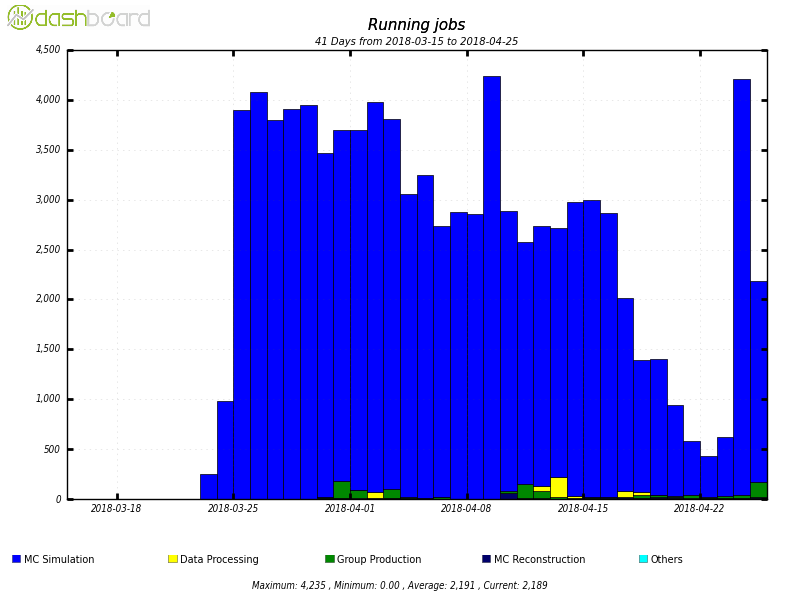 dashboard
Running jobs
41 Days from 2018-03-15 to 2018-04-25
4,500
4,000
3,500
3,000
2,500
2,000
1,500
1,000
500
0
2018-03-18 2018-03-25 2018-04-01 2018-04-08 2018-04-15 2018-04-22
MC Simulation Data Processing Group Production MC Reconstruction Others
Maximum: 4,235 , Minimum: 0.00 , Average: 2,191 , Current: 2,189